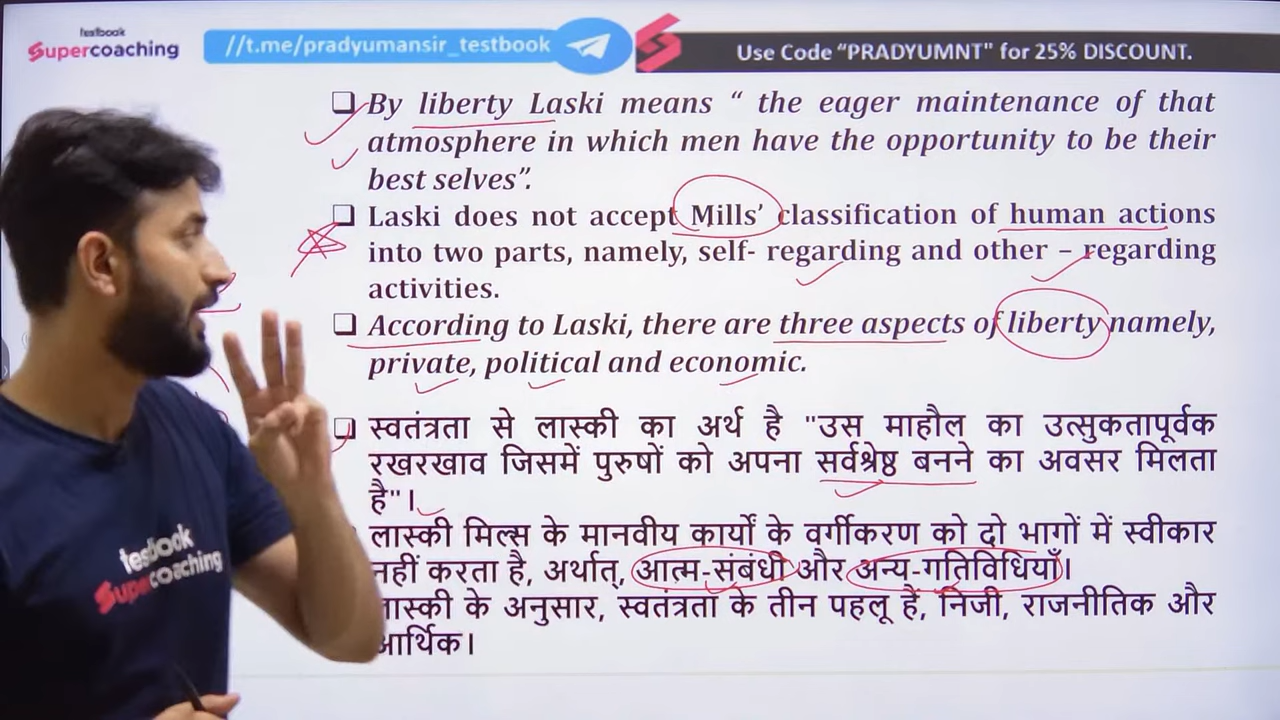 testbook
Supercoaching
//t.me/pradyumansir_testbook
Use Code “PRADYUMNT" for 25% DISCOUNT.
❑ By liberty Laski means “ the eager maintenance of that
atmosphere in which men have the opportunity to be their
best selves”.
❑ Laski does not accept Mills’ classification of human actions
into two parts, namely, self- regarding and other – regarding
activities.
❑ According to Laski, there are three aspects of liberty namely,
private, political and economic.
❑ स्वतंत्रता से लास्की का अर्थ है "उस माहौल का उत्सुकतापूर्वक
रखरखाव जिसमें पुरुषों को अपना सर्वश्रेष्ठ बनने का अवसर मिलता
है"।
लास्की मिल्स के मानवीय कार्यों के वर्गीकरण को दो भागों में स्वीकार
नहीं करता है, अर्थात्, आत्म-संबंधी और अन्य-गतिविधियाँ।
लास्की के अनुसार, स्वतंत्रता के तीन पहलू हैं, निजी, राजनीतिक और
आर्थिक।
testbook
Supercoaching